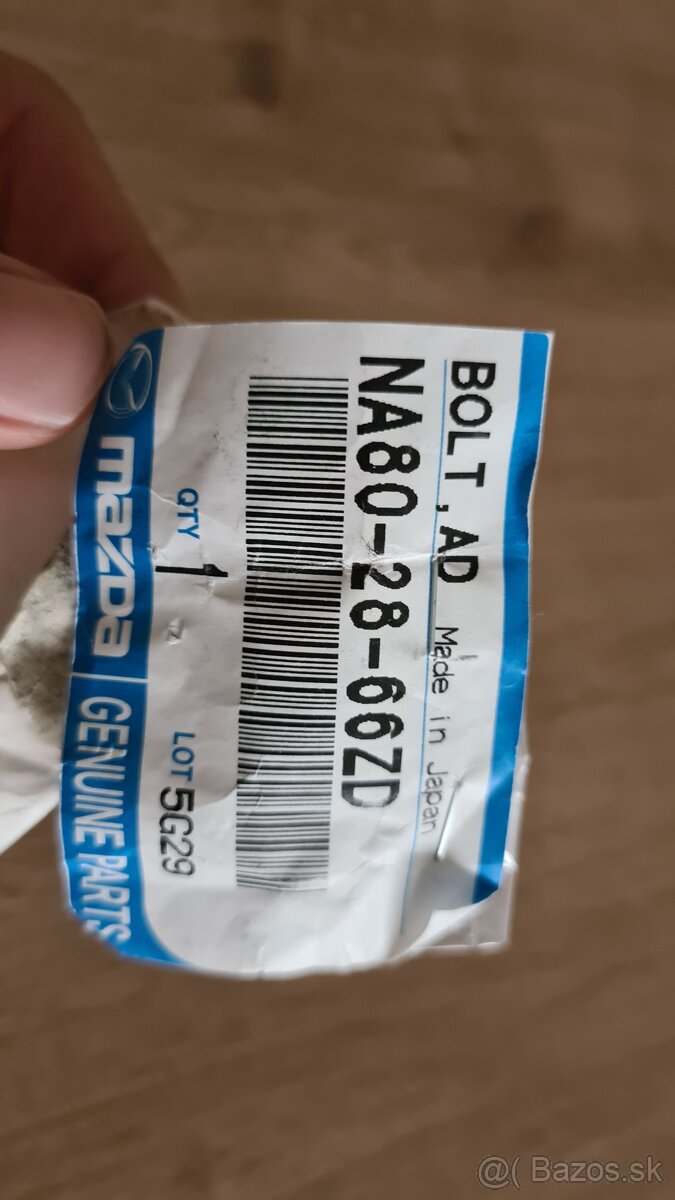 BOLT,AD
Made in Japan
NA80-28-66ZD
QTY 1
LOT 5G29
mazda GENUINE PARTS
@( Bazos.sk